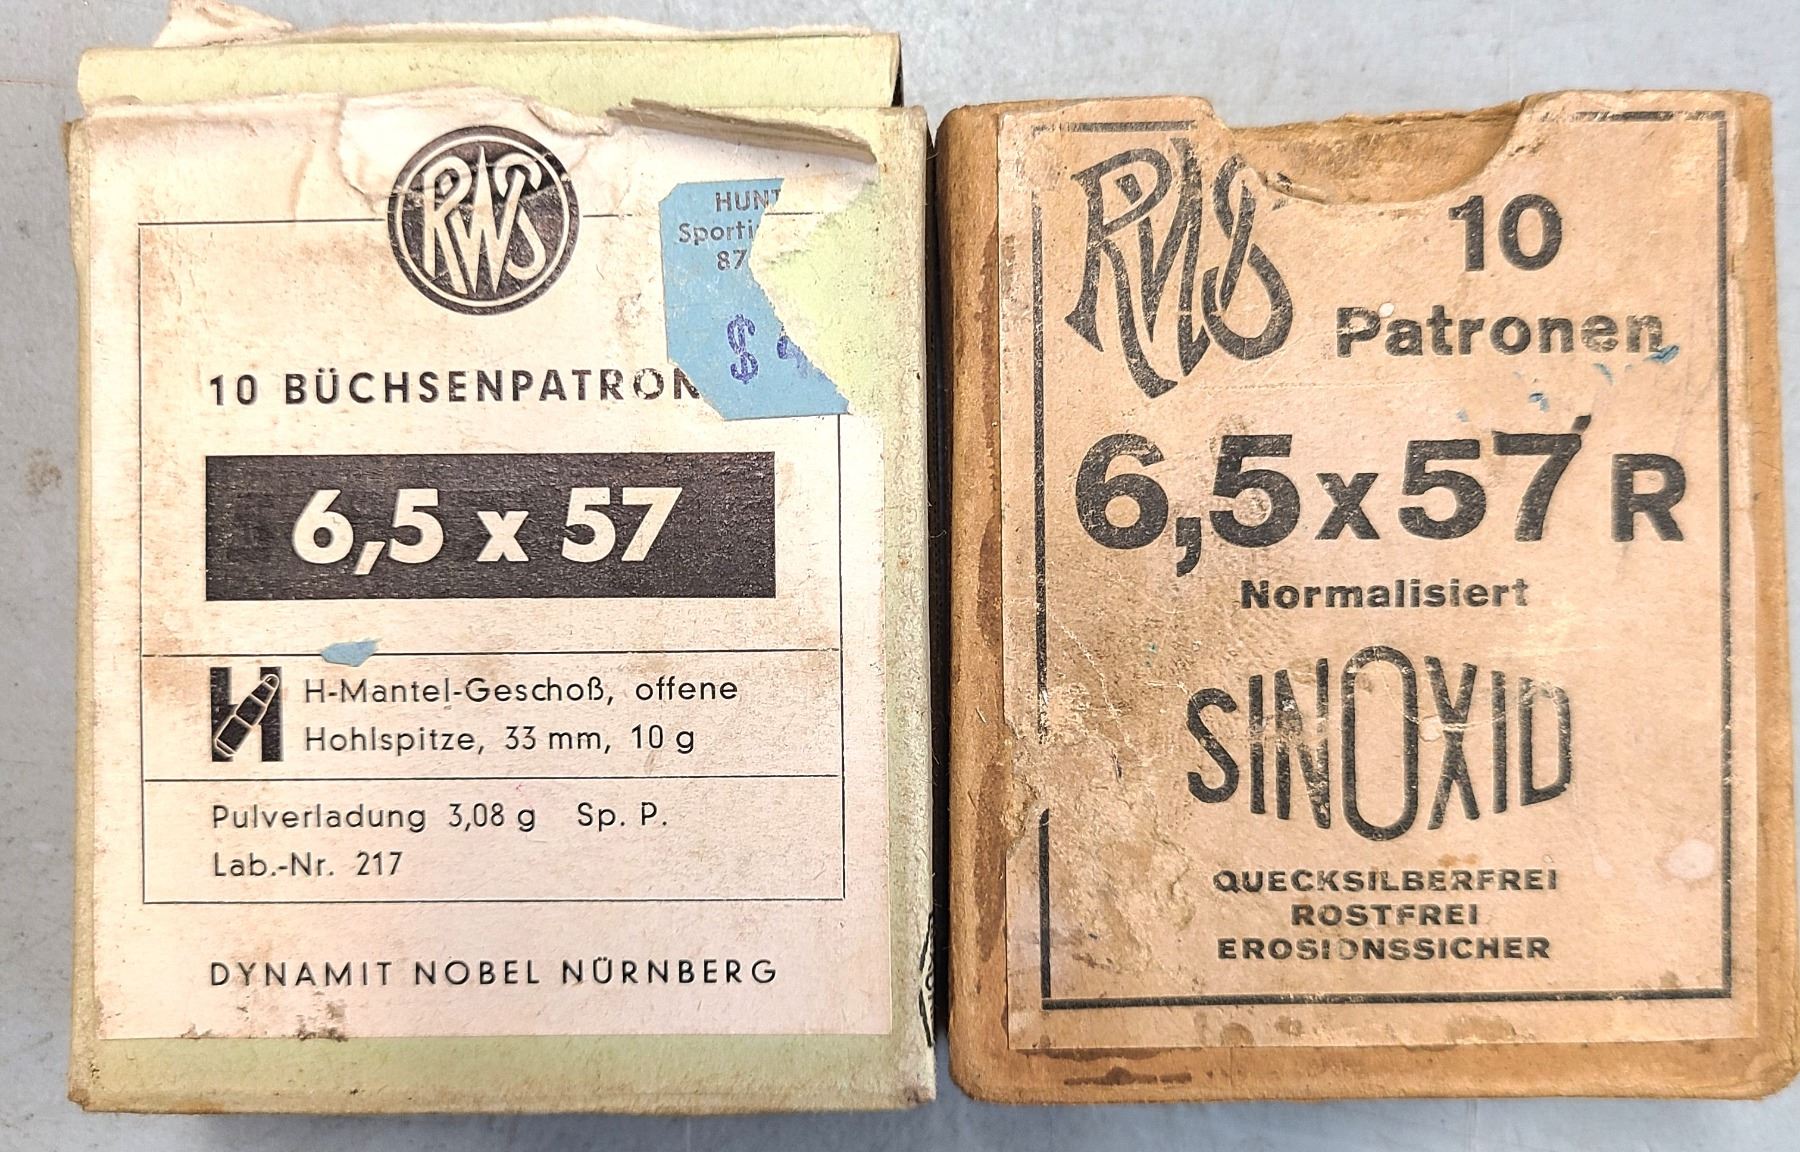 RWS
HUNT
Sporti
87
$
10 BÜCHSENPATRON
6,5 x 57
H
H-Mantel-Geschoß, offene
Hohlspitze, 33 mm, 10 g
Pulverladung 3,08 g Sp. P.
Lab.-Nr. 217
DYNAMIT NOBEL NÜRNBERG
RWS
10
Patronen
6,5x57 R
Normalisiert
SINOXID
QUECKSILBERFREI
ROSTFREI
EROSIONSSICHER